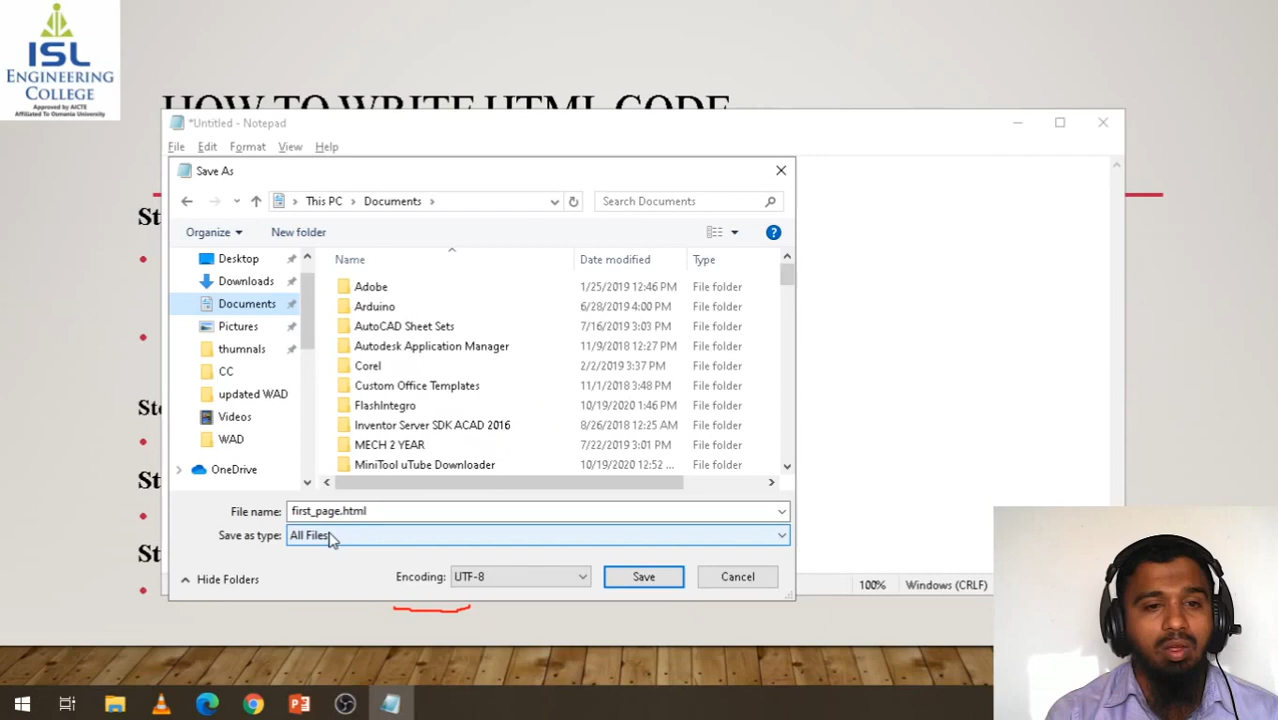 ISL
ENGINEERING
COLLEGE
Approved by AICTE
Affiliated To Osmania University
HOW TO WRITE HTML CODE
*Untitled - Notepad
File Edit Format View Help
Save As
This PC > Documents >
Search Documents
Organize
New folder
Name Date modified Type
Desktop
Downloads
Documents
Pictures
thumnals
CC
updated WAD
Videos
WAD
OneDrive
Adobe 1/25/2019 12:46 PM File folder
Arduino 6/28/2019 4:00 PM File folder
AutoCAD Sheet Sets 7/16/2019 3:03 PM File folder
Autodesk Application Manager 11/9/2018 12:27 PM File folder
Corel 2/2/2019 3:37 PM File folder
Custom Office Templates 11/1/2018 3:48 PM File folder
FlashIntegro 10/19/2020 1:46 PM File folder
Inventor Server SDK ACAD 2016 8/26/2018 12:25 AM File folder
MECH 2 YEAR 7/22/2019 3:01 PM File folder
MiniTool uTube Downloader 10/19/2020 12:52 ... File folder
File name: first_page.html
Save as type: All Files
Hide Folders
Encoding: UTF-8
Save
Cancel
100% Windows (CRLF)
St
Ste
St
St